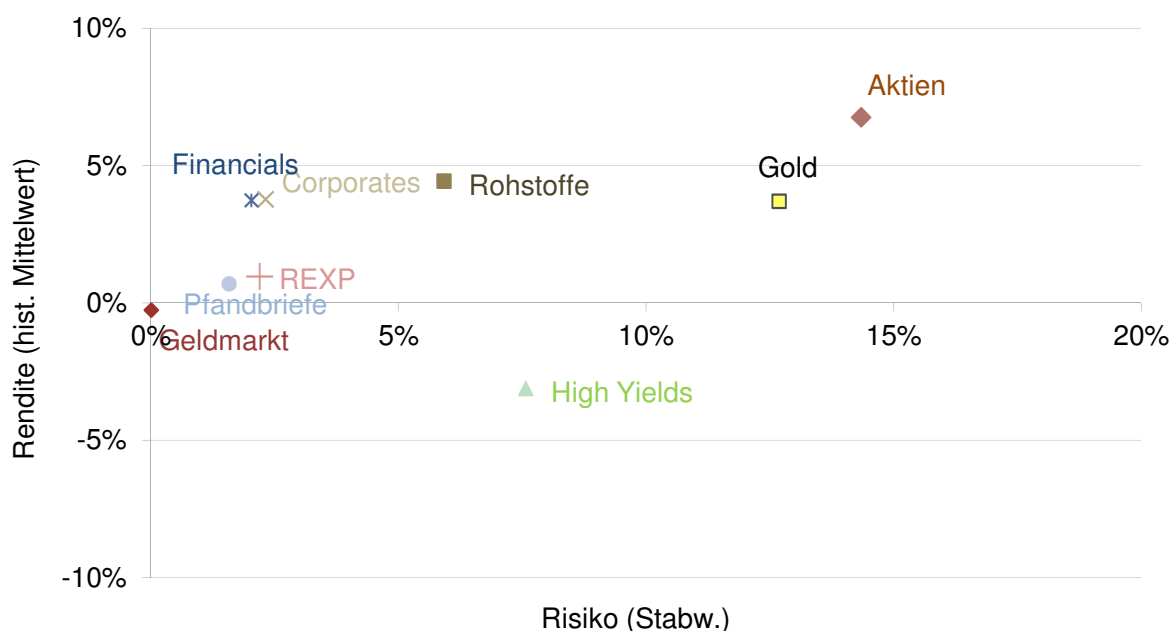 10%
Aktien
5%
Financials
Gold
Corporates
Rohstoffe
REXP
0%
Pfandbriefe
0%
5%
10%
15%
20%
Geldmarkt
High Yields
-5%
-10%
Rendite (hist. Mittelwert)
Risiko (Stabw.)